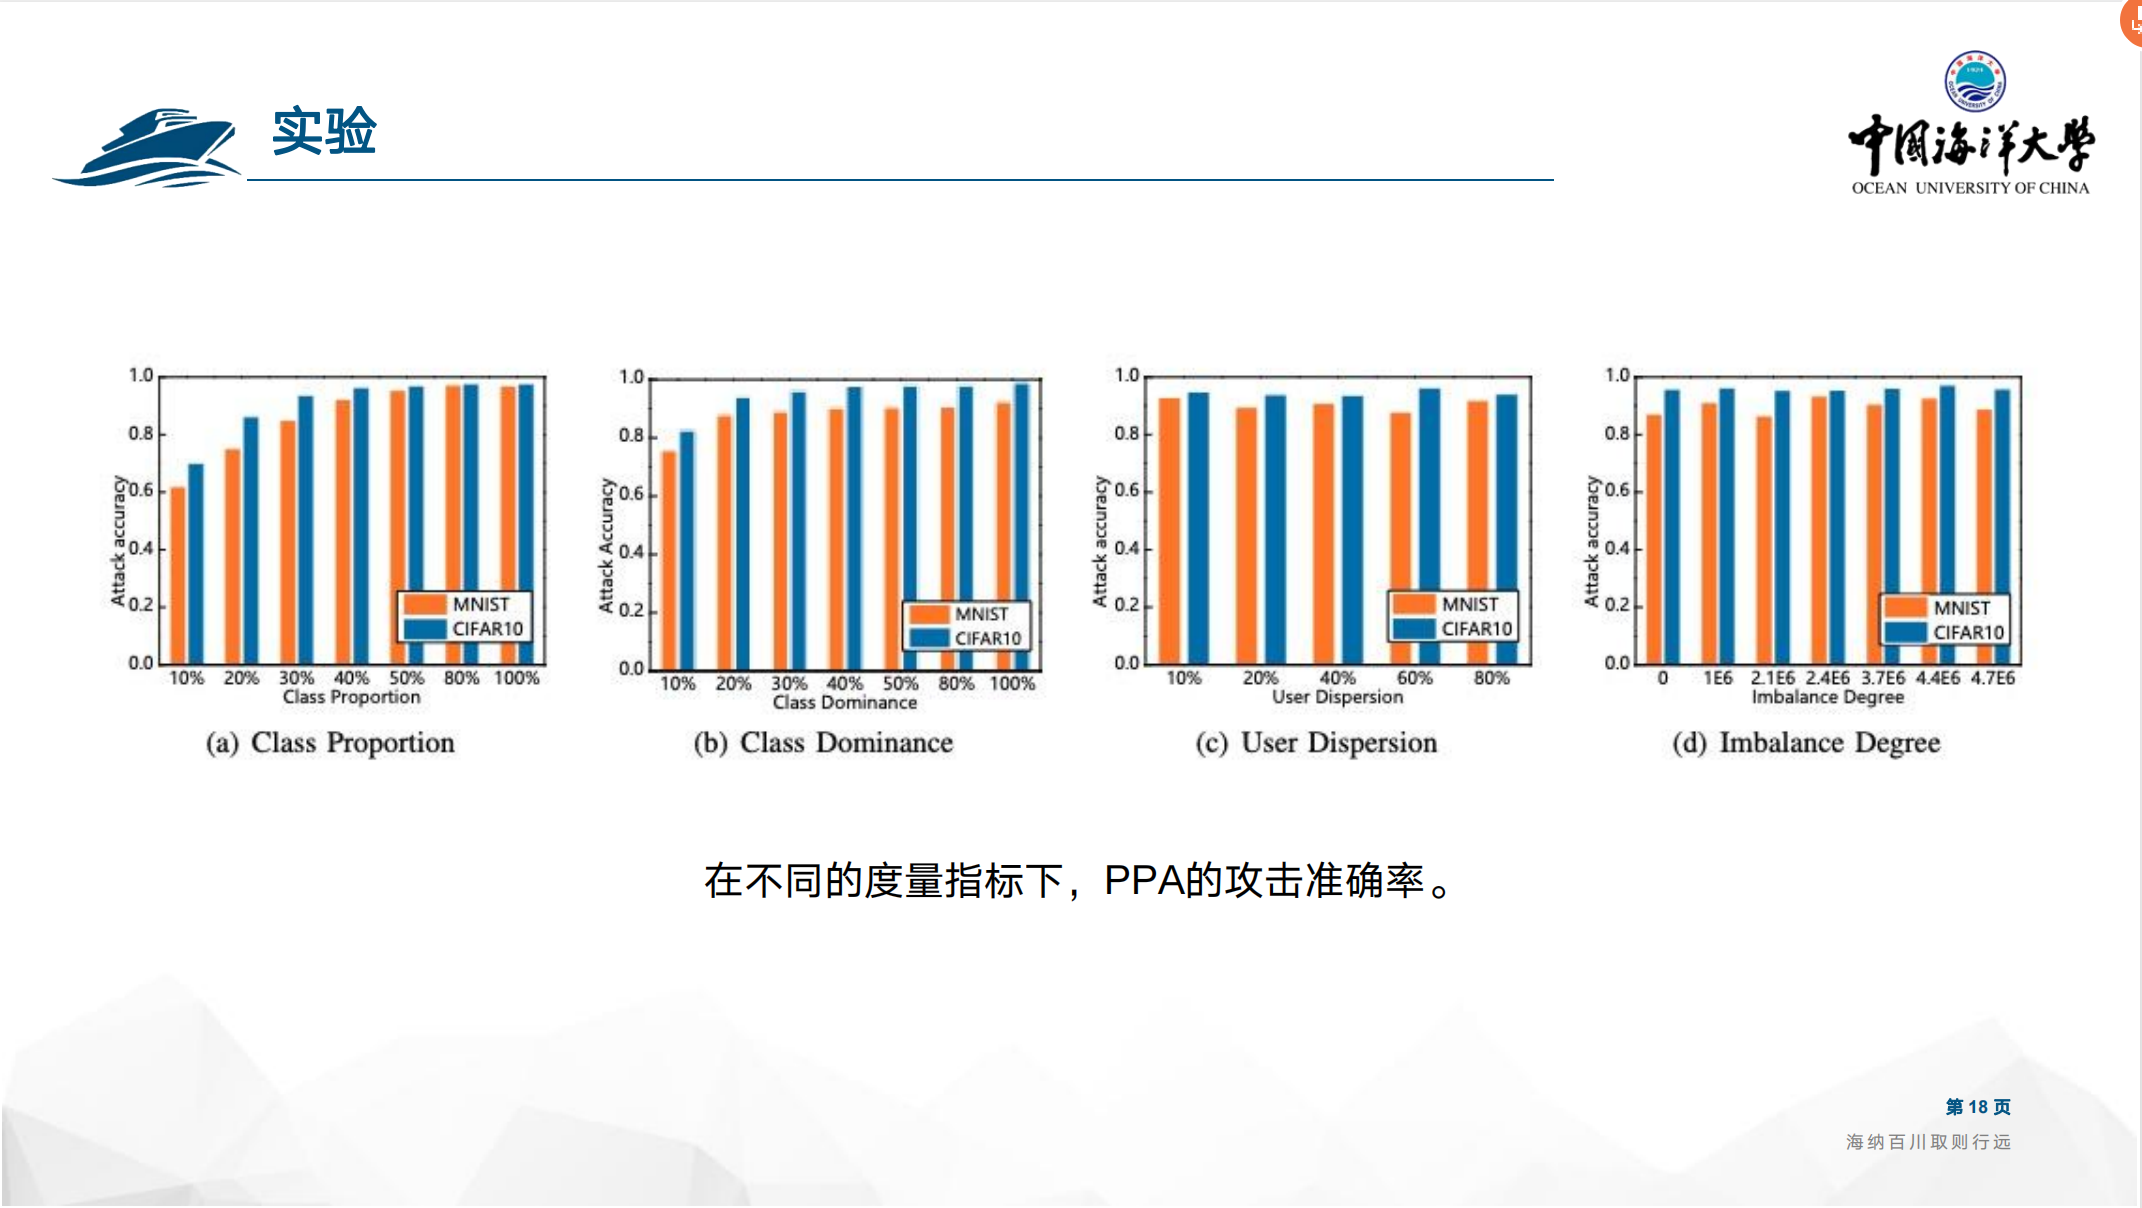 实验
1924
中国海洋大学
OCEAN UNIVERSITY OF CHINA
1.0
0.8
0.6
0.4
0.2
0.0
Attack accuracy
MNIST
CIFAR10
10% 20% 30% 40% 50% 80% 100%
Class Proportion
(a) Class Proportion
1.0
0.8
0.6
0.4
0.2
0.0
Attack Accuracy
MNIST
CIFAR10
10% 20% 30% 40% 50% 80% 100%
Class Dominance
(b) Class Dominance
1.0
0.8
0.6
0.4
0.2
0.0
Attack accuracy
MNIST
CIFAR10
10% 20% 40% 60% 80%
User Dispersion
(c) User Dispersion
1.0
0.8
0.6
0.4
0.2
0.0
Attack accuracy
MNIST
CIFAR10
0 1E6 2.1E6 2.4E6 3.7E6 4.4E6 4.7E6
Imbalance Degree
(d) Imbalance Degree
在不同的度量指标下，PPA的攻击准确率。
第 18 页
海纳百川取则行远